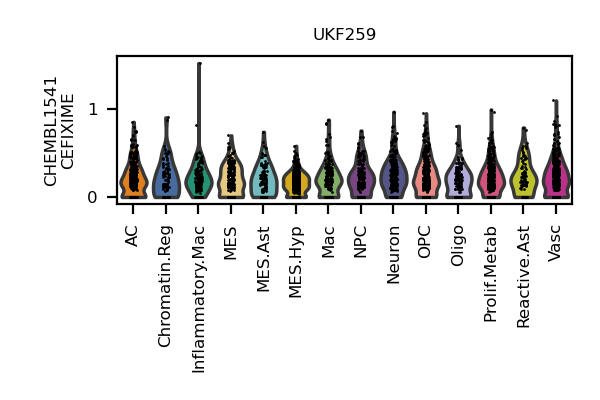 UKF259
CHEMBL1541
CEFIXIME
1
0
AC
Chromatin.Reg
Inflammatory.Mac
MES
MES.Ast
MES.Hyp
Mac
NPC
Neuron
OPC
Oligo
Prolif.Metab
Reactive.Ast
Vasc